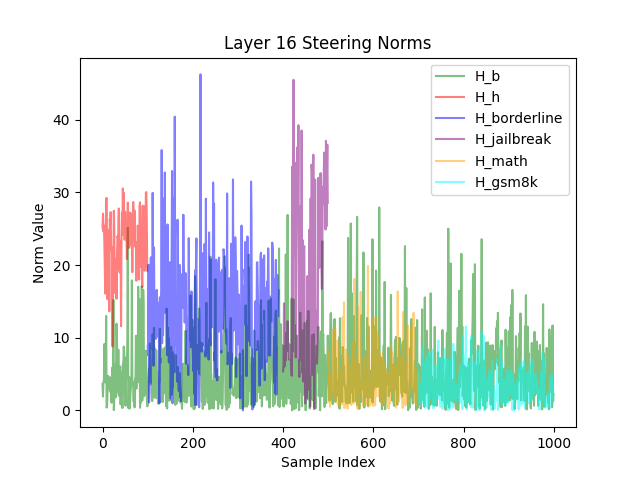 Layer 16 Steering Norms
H_b
H_h
H_borderline
H_jailbreak
H_math
H_gsm8k
Norm Value
40
30
20
10
0
0
200
400
600
800
1000
Sample Index